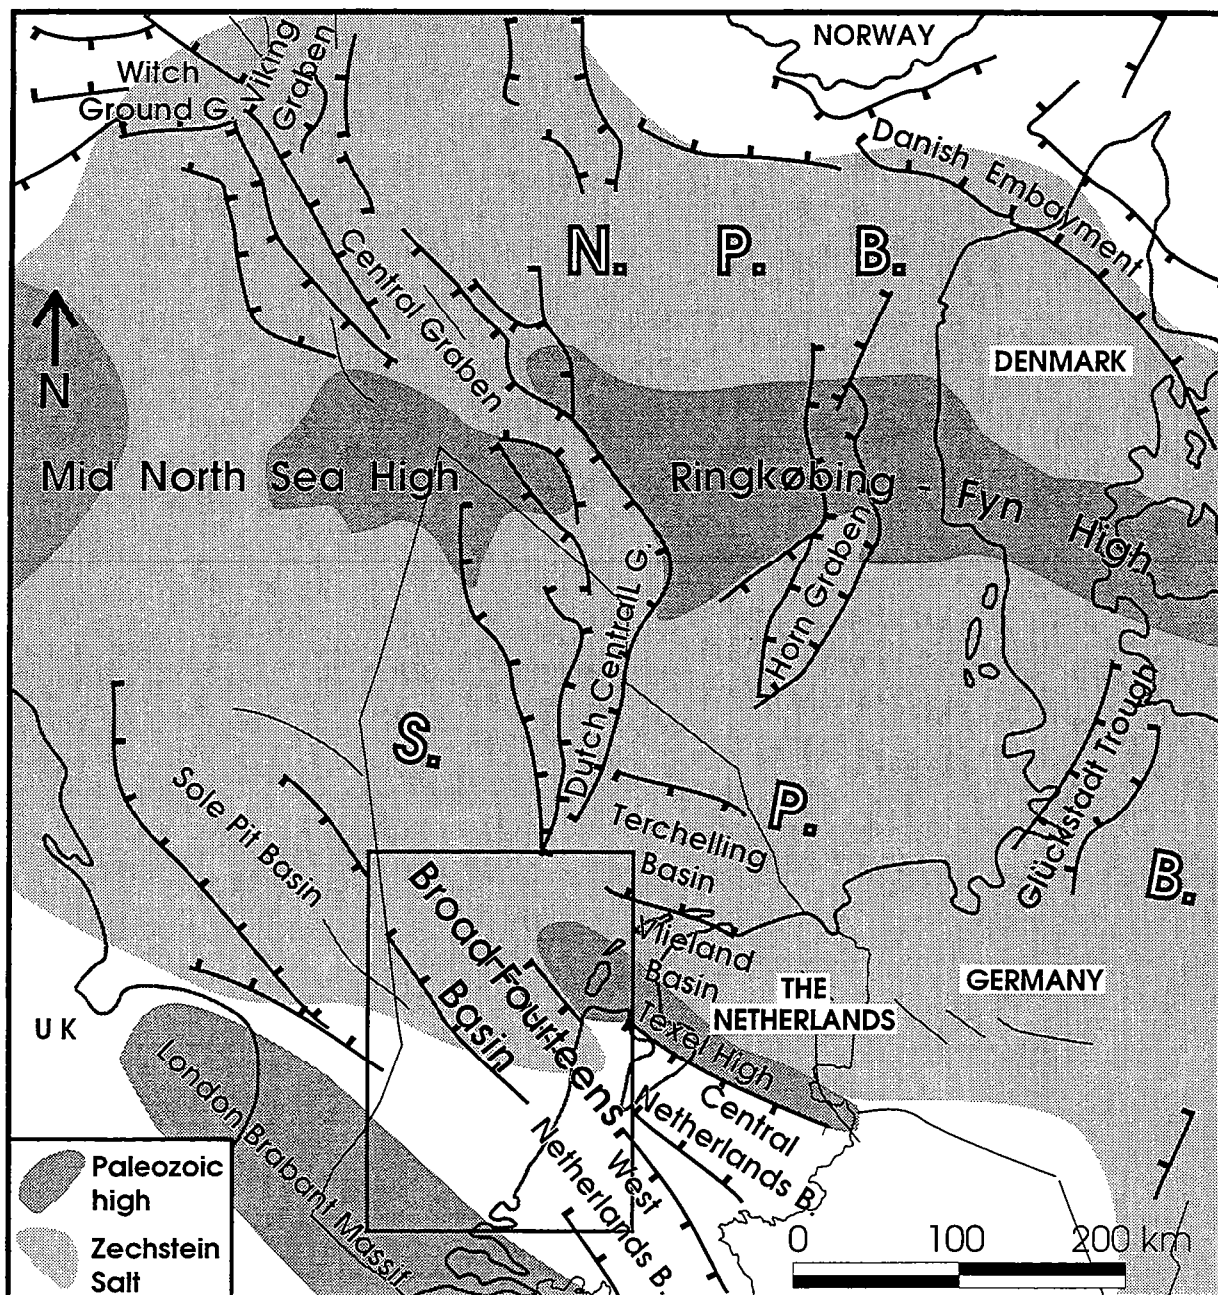 NORWAY
Witch
Ground G.
Viking
Graben
Danish Embayment
N. P. B.
Central Graben
N
DENMARK
Mid North Sea High
Ringkøbing - Fyn High
Horn Graben
Dutch Central G.
S. P. B.
Glückstadt Trough
Sole Pit Basin
Terchelling
Basin
Broad Fourteens
Basin
Vlieland
Basin
THE
NETHERLANDS
GERMANY
UK
Texel High
London Brabant Massif
Central
Netherlands B.
West
Netherlands B.
Paleozoic
high
Zechstein
Salt
0 100 200 km